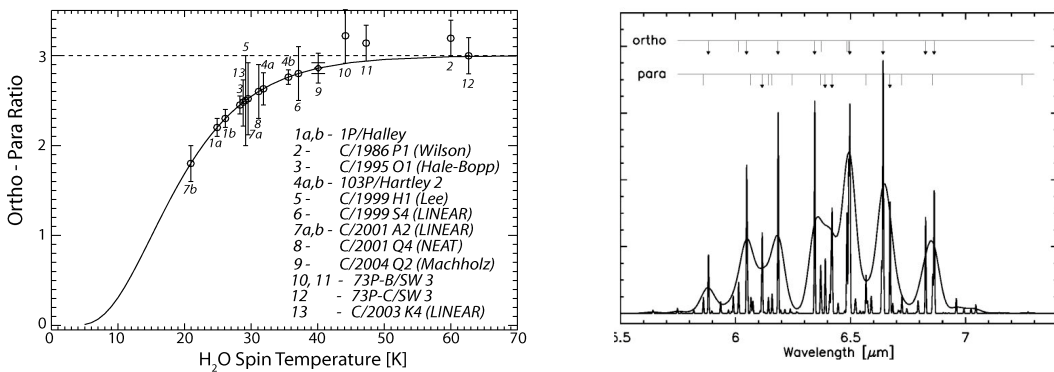 Ortho - Para Ratio
3
2
1
0
0
10
20
30
40
50
60
70
H2O Spin Temperature [K]
5
13
3
4a
4b
1a
1b
7a
8
6
9
10
11
2
12
7b
1a,b - 1P/Halley
2 - C/1986 P1 (Wilson)
3 - C/1995 O1 (Hale-Bopp)
4a,b- 103P/Hartley 2
5 - C/1999 H1 (Lee)
6 - C/1999 S4 (LINEAR)
7a,b - C/2001 A2 (LINEAR)
8 - C/2001 Q4 (NEAT)
9 - C/2004 Q2 (Machholz)
10, 11 - 73P-B/SW 3
12 - 73P-C/SW 3
13 - C/2003 K4 (LINEAR)
ortho
para
5.5
6
6.5
7
Wavelength [μm]